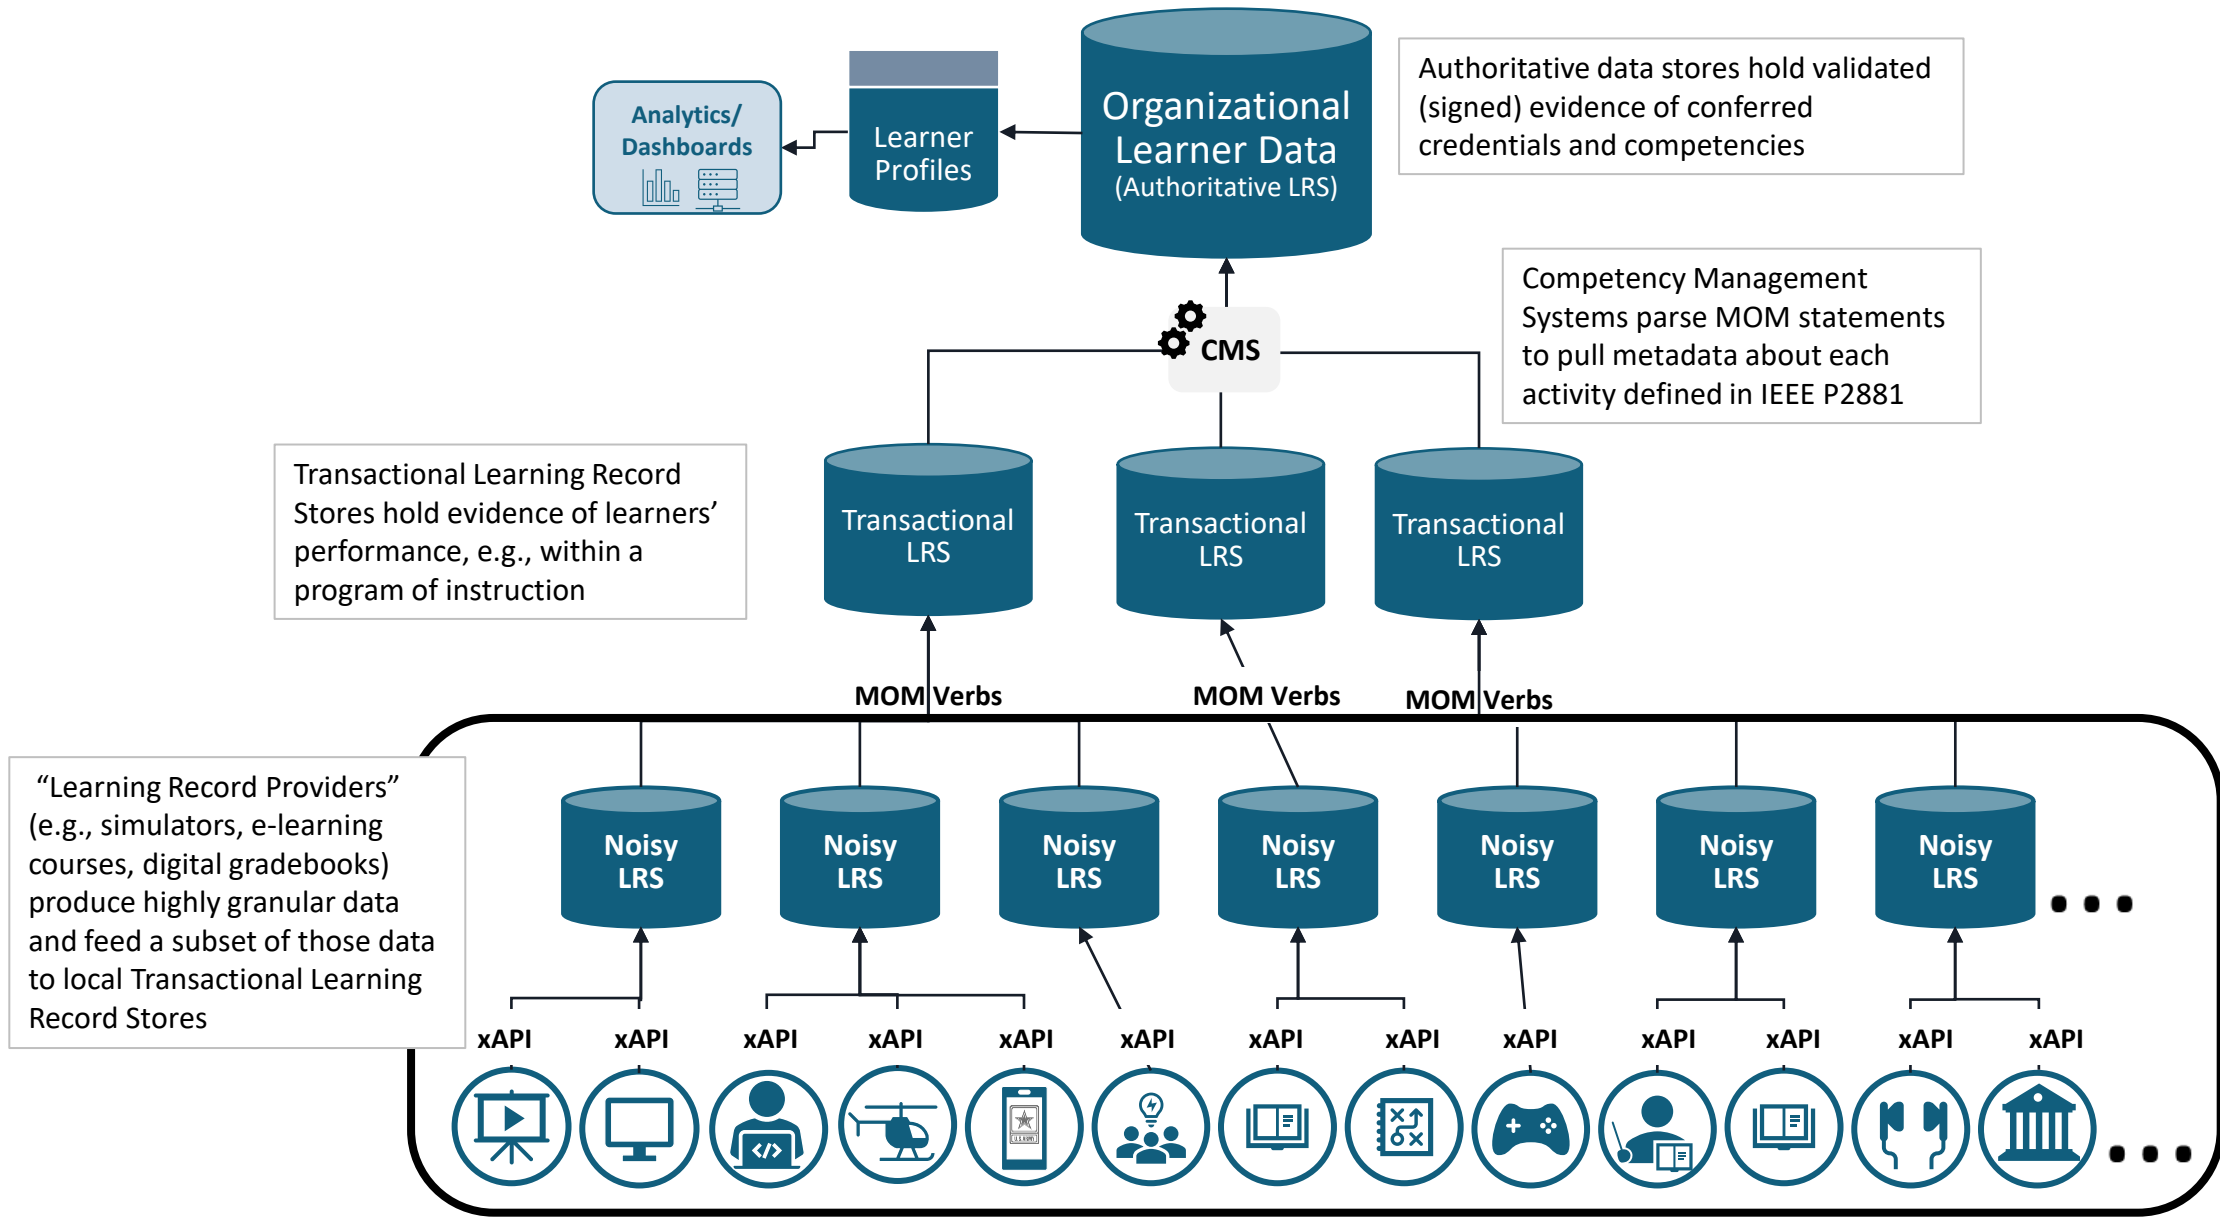 Analytics/
Dashboards
Learner
Profiles
Organizational
Learner Data
(Authoritative LRS)
Authoritative data stores hold validated
(signed) evidence of conferred
credentials and competencies
Competency Management
Systems parse MOM statements
to pull metadata about each
activity defined in IEEE P2881
CMS
Transactional Learning Record
Stores hold evidence of learners’
performance, e.g., within a
program of instruction
Transactional
LRS
Transactional
LRS
Transactional
LRS
MOM Verbs
MOM Verbs
MOM Verbs
“Learning Record Providers”
(e.g., simulators, e-learning
courses, digital gradebooks)
produce highly granular data
and feed a subset of those data
to local Transactional Learning
Record Stores
Noisy
LRS
Noisy
LRS
Noisy
LRS
Noisy
LRS
Noisy
LRS
Noisy
LRS
Noisy
LRS
xAPI
xAPI
xAPI
xAPI
xAPI
xAPI
xAPI
xAPI
xAPI
xAPI
xAPI
xAPI
xAPI
</>
U.S. ARMY